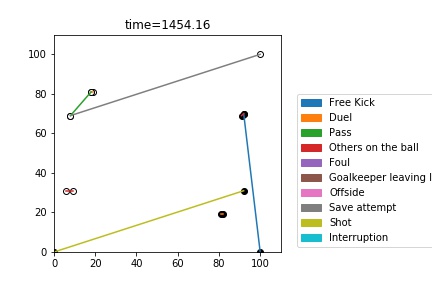 time=1454.16
100
80
60
40
20
0
0 20 40 60 80 100
Free Kick
Duel
Pass
Others on the ball
Foul
Goalkeeper leaving
Offside
Save attempt
Shot
Interruption